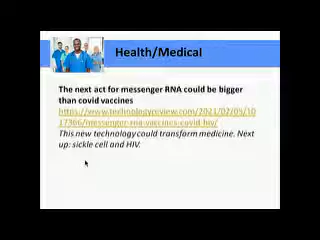 Health/Medical
The next act for messenger RNA could be bigger
than covid vaccines
https://www.technologyreview.com/2021/02/05/10
17366/messenger-rna-vaccines-covid-hiv/
This new technology could transform medicine. Next
up: sickle cell and HIV.